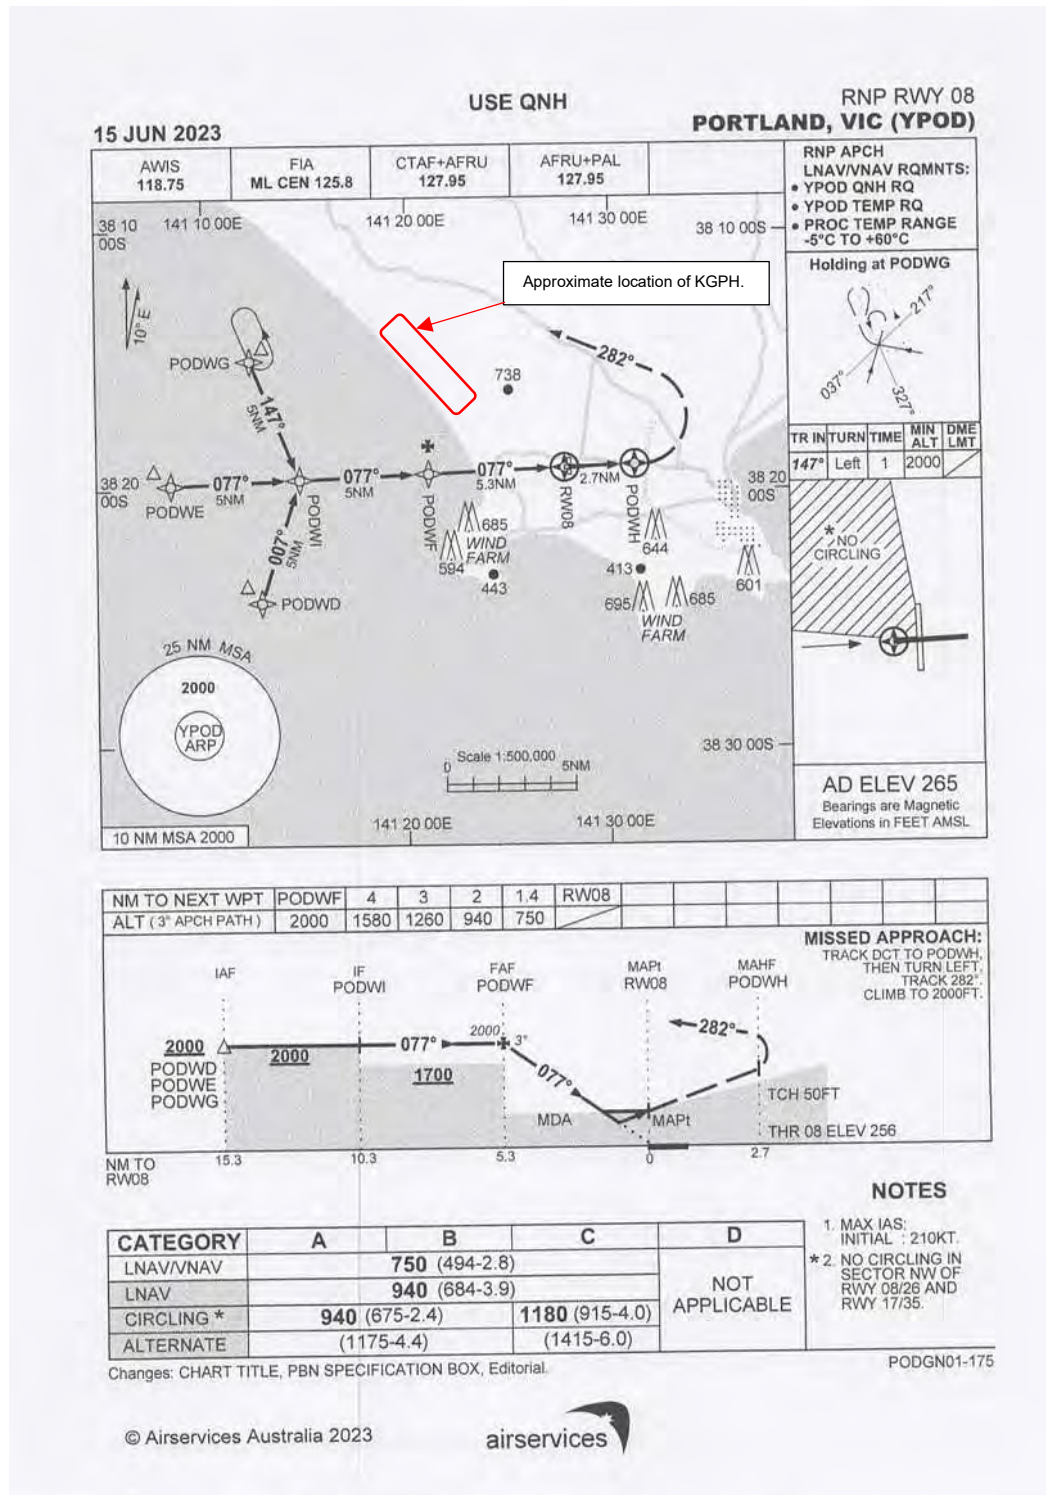 USE QNH
RNP RWY 08
15 JUN 2023
PORTLAND, VIC (YPOD)
AWIS
118.75
FIA
ML CEN 125.8
CTAF+AFRU
127.95
AFRU+PAL
127.95
RNP APCH
LNAV/VNAV RQMNTS:
• YPOD QNH RQ
• YPOD TEMP RQ
• PROC TEMP RANGE
-5°C TO +60°C
38 10
00S
141 10 00E
141 20 00E
141 30 00E
38 10 00S
Holding at PODWG
217°
037°
327°
Approximate location of KGPH.
10° E
PODWG
147°
5NM
282°
738
TR IN TURN TIME MIN ALT DME LMT
147° Left 1 2000
38 20
00S
PODWE
077°
5NM
PODWI
077°
5NM
PODWF
077°
5.3NM
RW08
2.7NM
PODWH
38 20
00S
007°
5NM
PODWD
685
WIND
FARM
594
443
644
413
601
695
685
WIND
FARM
* NO
CIRCLING
25 NM MSA
2000
YPOD
ARP
10 NM MSA 2000
Scale 1:500,000
0 5NM
38 30 00S
141 20 00E
141 30 00E
AD ELEV 265
Bearings are Magnetic
Elevations in FEET AMSL
NM TO NEXT WPT PODWF 4 3 2 1.4 RW08
ALT (3° APCH PATH) 2000 1580 1260 940 750
MISSED APPROACH:
TRACK DCT TO PODWH,
THEN TURN LEFT,
TRACK 282°.
CLIMB TO 2000FT.
IAF
IF
PODWI
FAF
PODWF
MAPt
RW08
MAHF
PODWH
2000
PODWD
PODWE
PODWG
2000
077°
1700
2000
3°
077°
MDA
MAPt
282°
TCH 50FT
THR 08 ELEV 256
NM TO
RW08
15.3 10.3 5.3 0 2.7
NOTES
1. MAX IAS:
INITIAL : 210KT.
* 2. NO CIRCLING IN
SECTOR NW OF
RWY 08/26 AND
RWY 17/35.
CATEGORY A B C D
LNAV/VNAV 750 (494-2.8)
LNAV 940 (684-3.9)
CIRCLING * 940 (675-2.4) 1180 (915-4.0)
ALTERNATE (1175-4.4) (1415-6.0)
NOT
APPLICABLE
Changes: CHART TITLE, PBN SPECIFICATION BOX, Editorial.
PODGN01-175
© Airservices Australia 2023
airservices